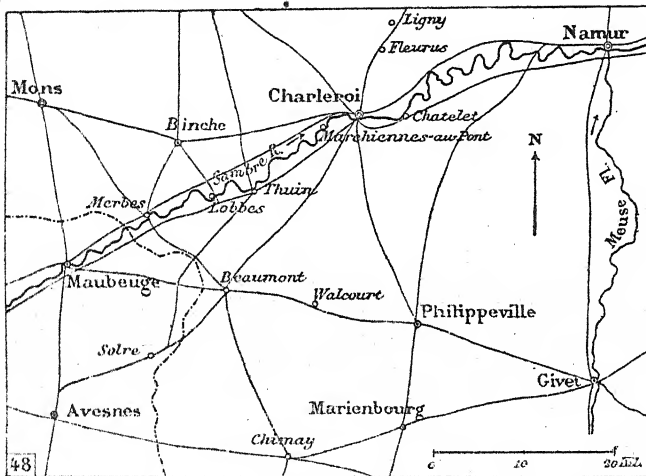 Ligny
Namur
Fleurus
Mons
Charleroi
Chatelet
Binche
Marchiennes-au-Pont
N
Sambre R.
Thuin
Lobbes
Merbes
Meuse Fl.
Maubeuge
Beaumont
Walcourt
Philippeville
Solre
Givet
Avesnes
Marienbourg
Chimay
48
0 10 20